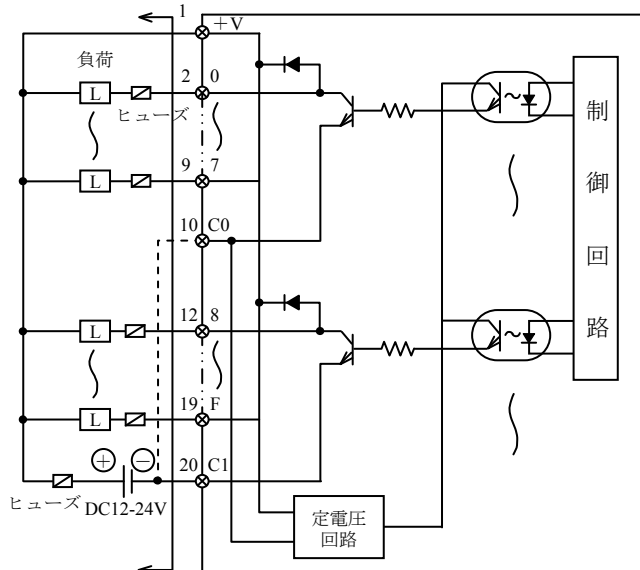 1
+V
負荷
2 0
L
ヒューズ
制御回路
9 7
L
10 C0
12 8
L
19 F
L
+ −
20 C1
ヒューズ DC12-24V
定電圧
回路